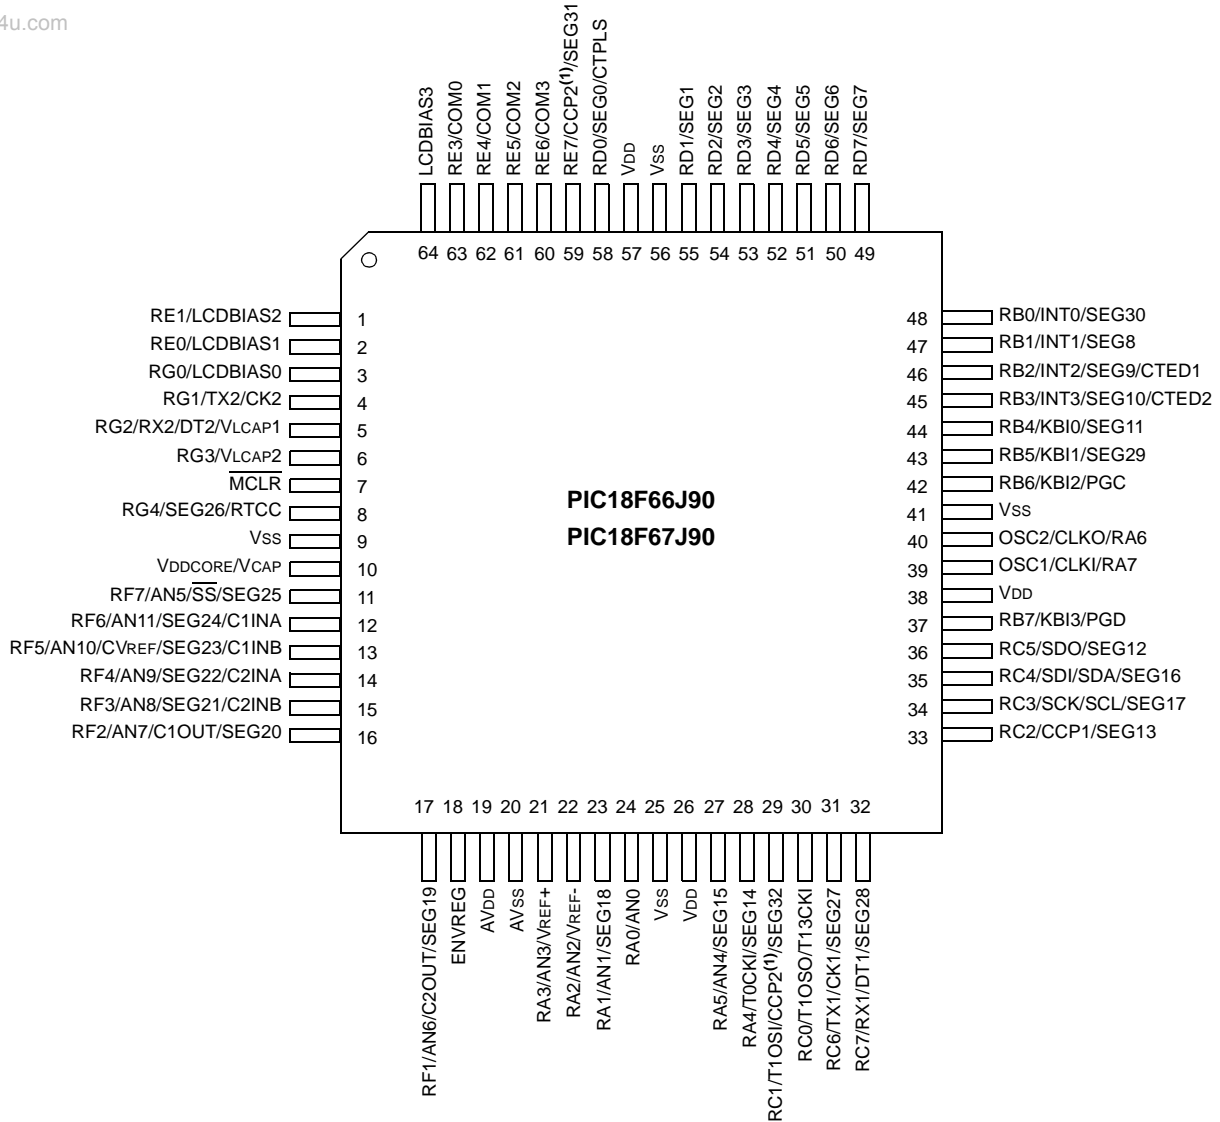 4u.com
LCDBIAS3
RE3/COM0
RE4/COM1
RE5/COM2
RE6/COM3
RE7/CCP2(1)/SEG31
RD0/SEG0/CTPLS
VDD
VSS
RD1/SEG1
RD2/SEG2
RD3/SEG3
RD4/SEG4
RD5/SEG5
RD6/SEG6
RD7/SEG7
64 63 62 61 60 59 58 57 56 55 54 53 52 51 50 49
RE1/LCDBIAS2 1
RE0/LCDBIAS1 2
RG0/LCDBIAS0 3
RG1/TX2/CK2 4
RG2/RX2/DT2/VLCAP1 5
RG3/VLCAP2 6
MCLR 7
RG4/SEG26/RTCC 8
VSS 9
VDDCORE/VCAP 10
RF7/AN5/SS/SEG25 11
RF6/AN11/SEG24/C1INA 12
RF5/AN10/CVREF/SEG23/C1INB 13
RF4/AN9/SEG22/C2INA 14
RF3/AN8/SEG21/C2INB 15
RF2/AN7/C1OUT/SEG20 16
PIC18F66J90
PIC18F67J90
48 RB0/INT0/SEG30
47 RB1/INT1/SEG8
46 RB2/INT2/SEG9/CTED1
45 RB3/INT3/SEG10/CTED2
44 RB4/KBI0/SEG11
43 RB5/KBI1/SEG29
42 RB6/KBI2/PGC
41 VSS
40 OSC2/CLKO/RA6
39 OSC1/CLKI/RA7
38 VDD
37 RB7/KBI3/PGD
36 RC5/SDO/SEG12
35 RC4/SDI/SDA/SEG16
34 RC3/SCK/SCL/SEG17
33 RC2/CCP1/SEG13
17 18 19 20 21 22 23 24 25 26 27 28 29 30 31 32
RF1/AN6/C2OUT/SEG19
ENVREG
AVDD
AVSS
RA3/AN3/VREF+
RA2/AN2/VREF-
RA1/AN1/SEG18
RA0/AN0
VSS
VDD
RA5/AN4/SEG15
RA4/T0CKI/SEG14
RC1/T1OSI/CCP2(1)/SEG32
RC0/T1OSO/T13CKI
RC6/TX1/CK1/SEG27
RC7/RX1/DT1/SEG28